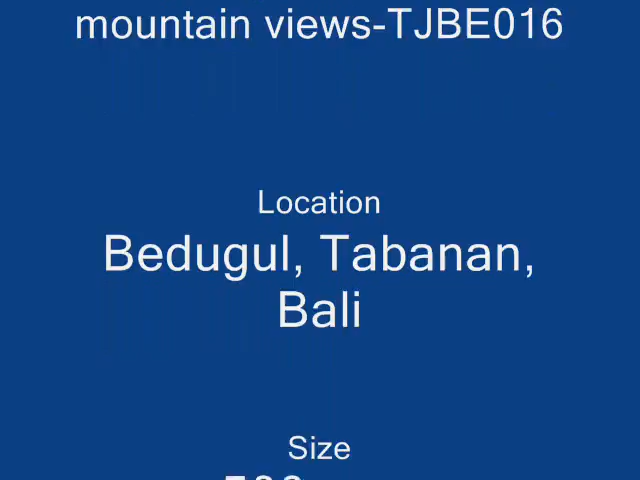 mountain views-TJBE016
Location
Bedugul, Tabanan,
Bali
Size